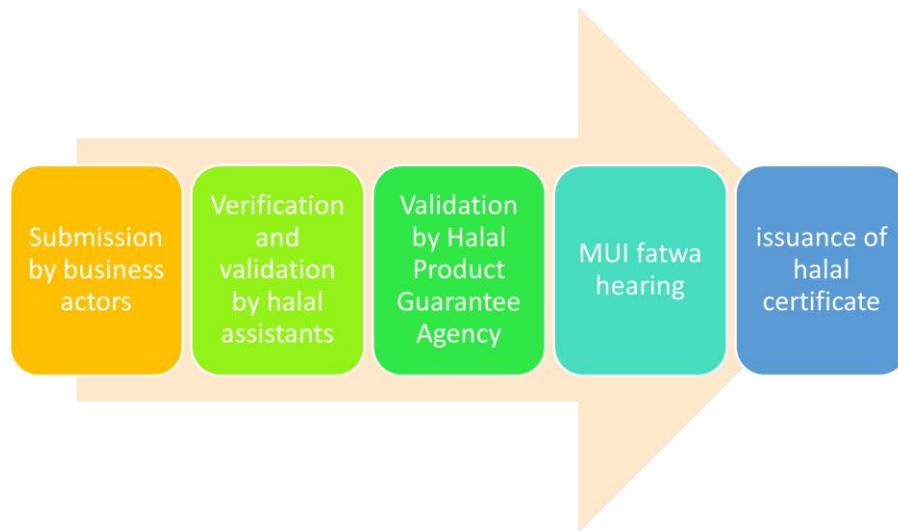 Submission
by business
actors
Verification
and
validation
by halal
assistants
Validation
by Halal
Product
Guarantee
Agency
MUI fatwa
hearing
issuance of
halal
certificate